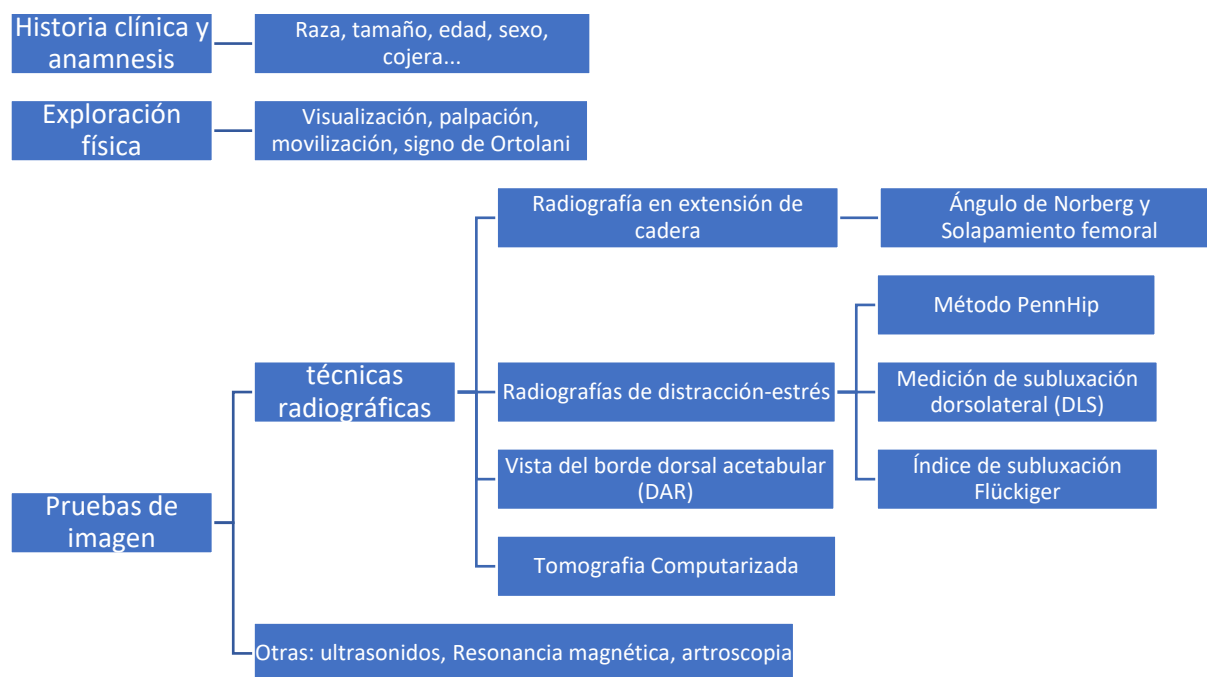 Historia clínica y
anamnesis
Raza, tamaño, edad, sexo,
cojera...
Exploración
física
Visualización, palpación,
movilización, signo de Ortolani
Pruebas de
imagen
técnicas
radiográficas
Radiografía en extensión de
cadera
Ángulo de Norberg y
Solapamiento femoral
Radiografías de distracción-estrés
Método PennHip
Medición de subluxación
dorsolateral (DLS)
Índice de subluxación
Flückiger
Vista del borde dorsal acetabular
(DAR)
Tomografia Computarizada
Otras: ultrasonidos, Resonancia magnética, artroscopia